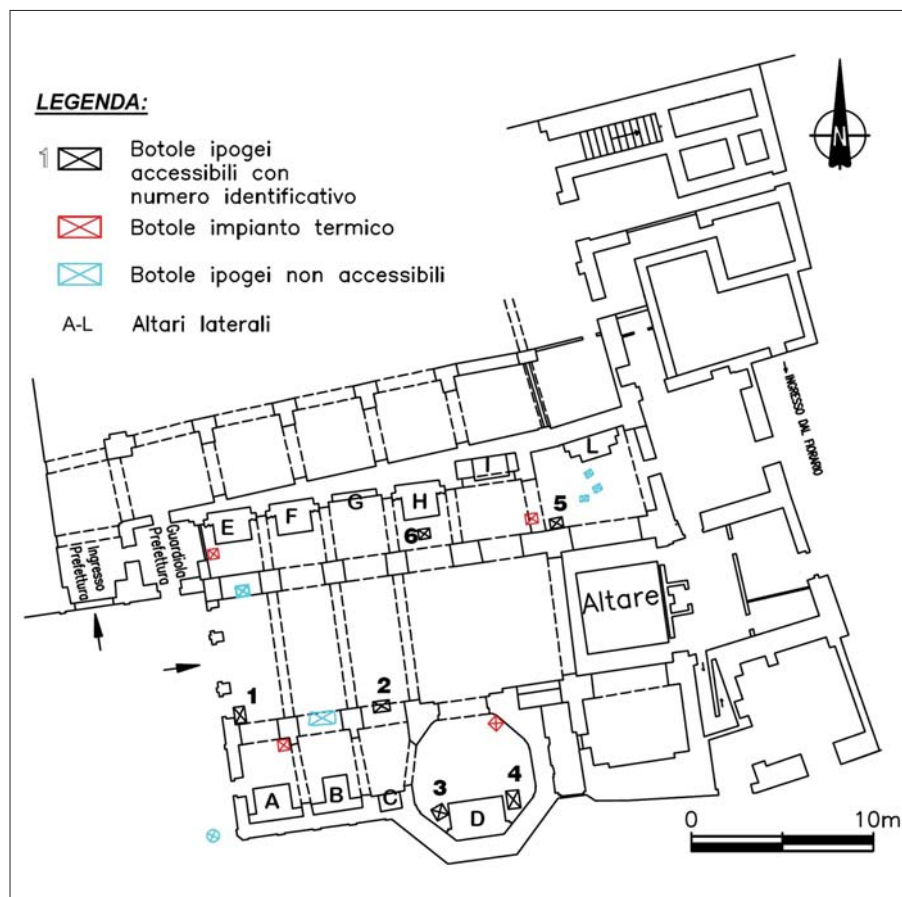 LEGENDA:
1
Botole ipogei
accessibili con
numero identificativo
Botole impianto termico
Botole ipogei non accessibili
A-L
Altari laterali
N
INGRESSO DAL FIORARIO
L
I
H
G
F
E
5
6
Ingresso
Prefettura
Guardiola
Prefettura
Altare
1
2
3
4
A
B
C
D
0
10m